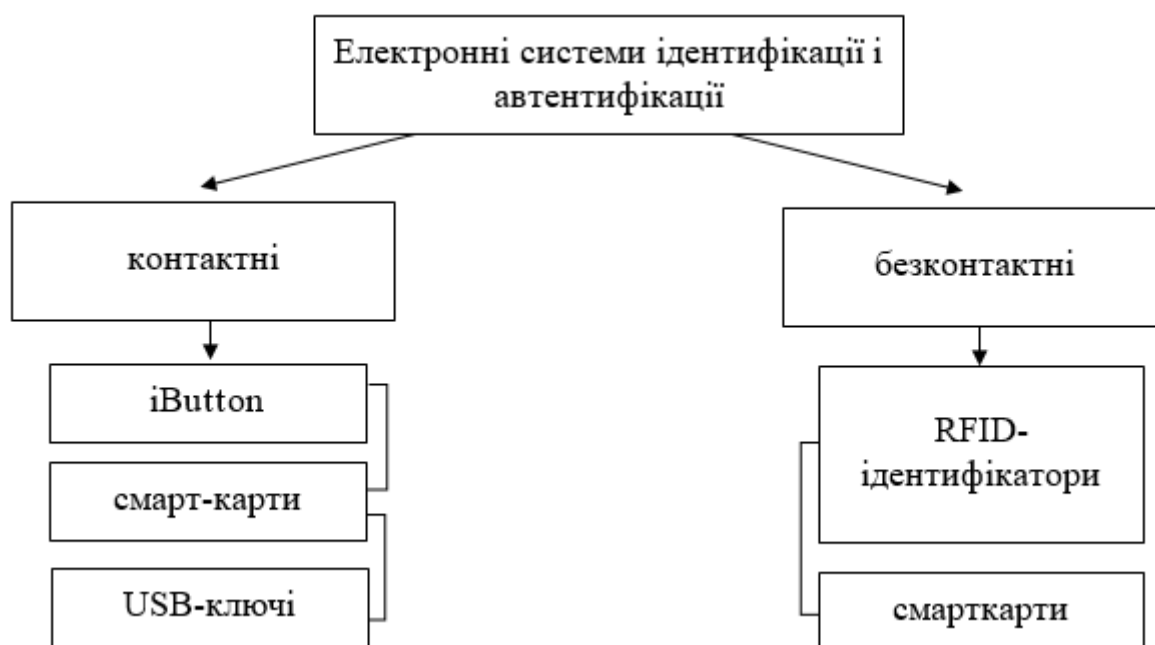 Електронні системи ідентифікації і
автентифікації
контактні
безконтактні
iButton
смарт-карти
USB-ключі
RFID-
ідентифікатори
смарткарти